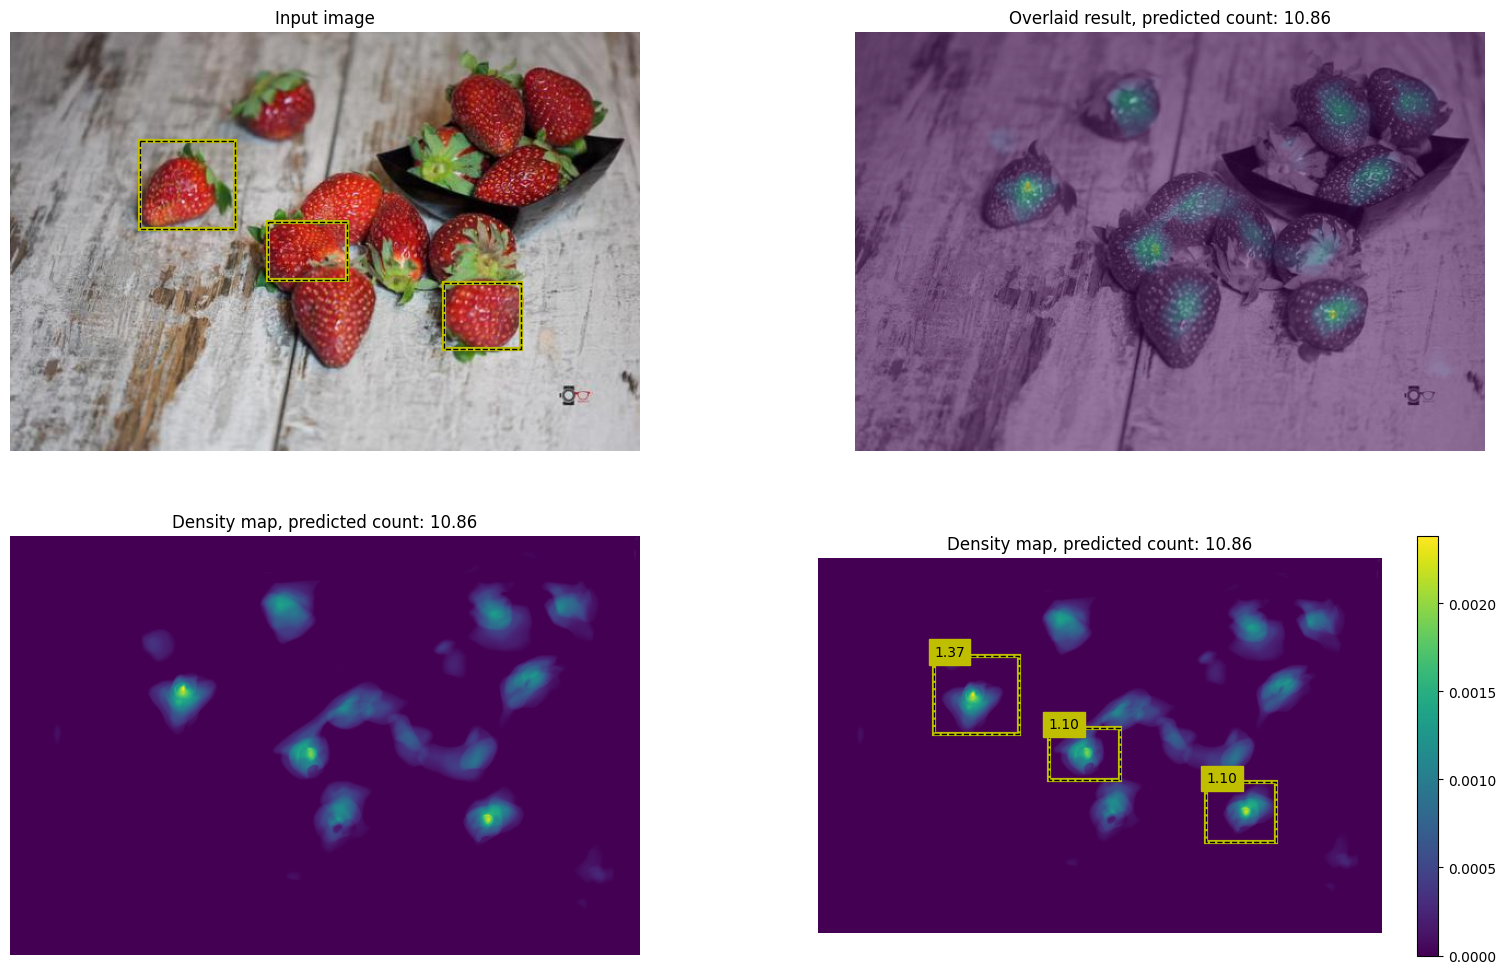 Input image
Overlaid result, predicted count: 10.86
Density map, predicted count: 10.86
Density map, predicted count: 10.86
1.37
1.10
1.10
0.0020
0.0015
0.0010
0.0005
0.0000